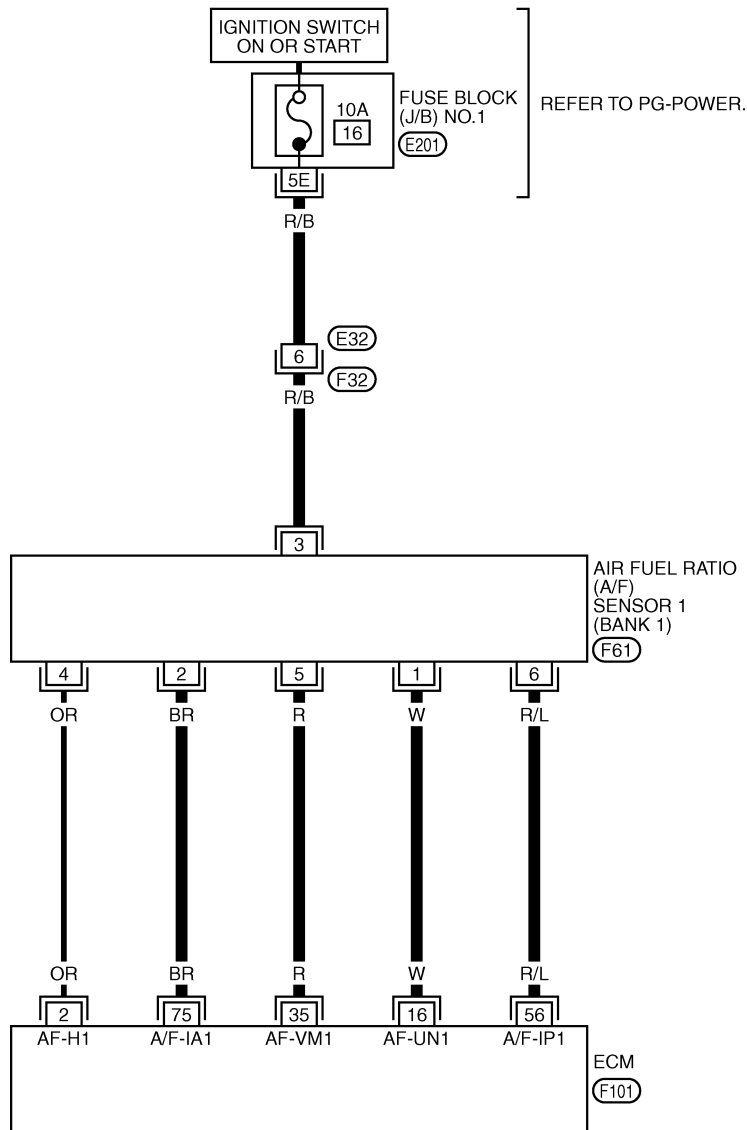 IGNITION SWITCH
ON OR START
FUSE BLOCK
(J/B) NO.1
E201
REFER TO PG-POWER.
10A
16
5E
R/B
6
E32
F32
R/B
3
AIR FUEL RATIO
(A/F)
SENSOR 1
(BANK 1)
F61
4 2 5 1 6
OR BR R W R/L
OR BR R W R/L
2 75 35 16 56
AF-H1 A/F-IA1 AF-VM1 AF-UN1 A/F-IP1
ECM
F101